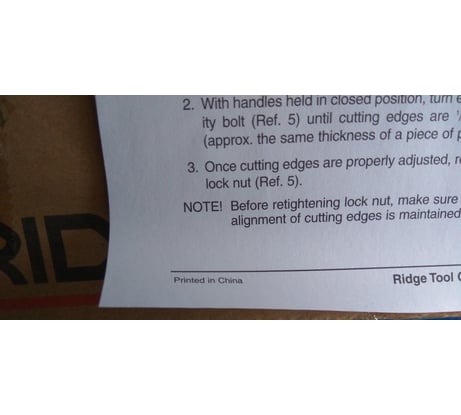 2. With handles held in closed position, turn
ity bolt (Ref. 5) until cutting edges are
(approx. the same thickness of a piece of
3. Once cutting edges are properly adjusted,
lock nut (Ref. 5).
NOTE! Before retightening lock nut, make sure
alignment of cutting edges is maintained
RID
Printed in China
Ridge Tool